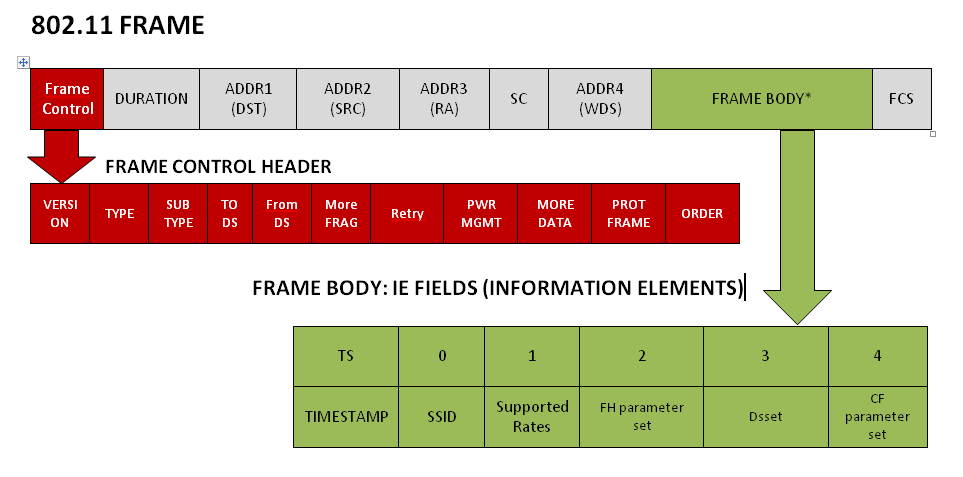 802.11 FRAME
Frame
Control
DURATION
ADDR1
(DST)
ADDR2
(SRC)
ADDR3
(RA)
SC
ADDR4
(WDS)
FRAME BODY*
FCS
FRAME CONTROL HEADER
VERSI
ON
TYPE
SUB
TYPE
TO
DS
From
DS
More
FRAG
Retry
PWR
MGMT
MORE
DATA
PROT
FRAME
ORDER
FRAME BODY: IE FIELDS (INFORMATION ELEMENTS)
TS
0
1
2
3
4
TIMESTAMP
SSID
Supported
Rates
FH parameter
set
Dsset
CF
parameter
set